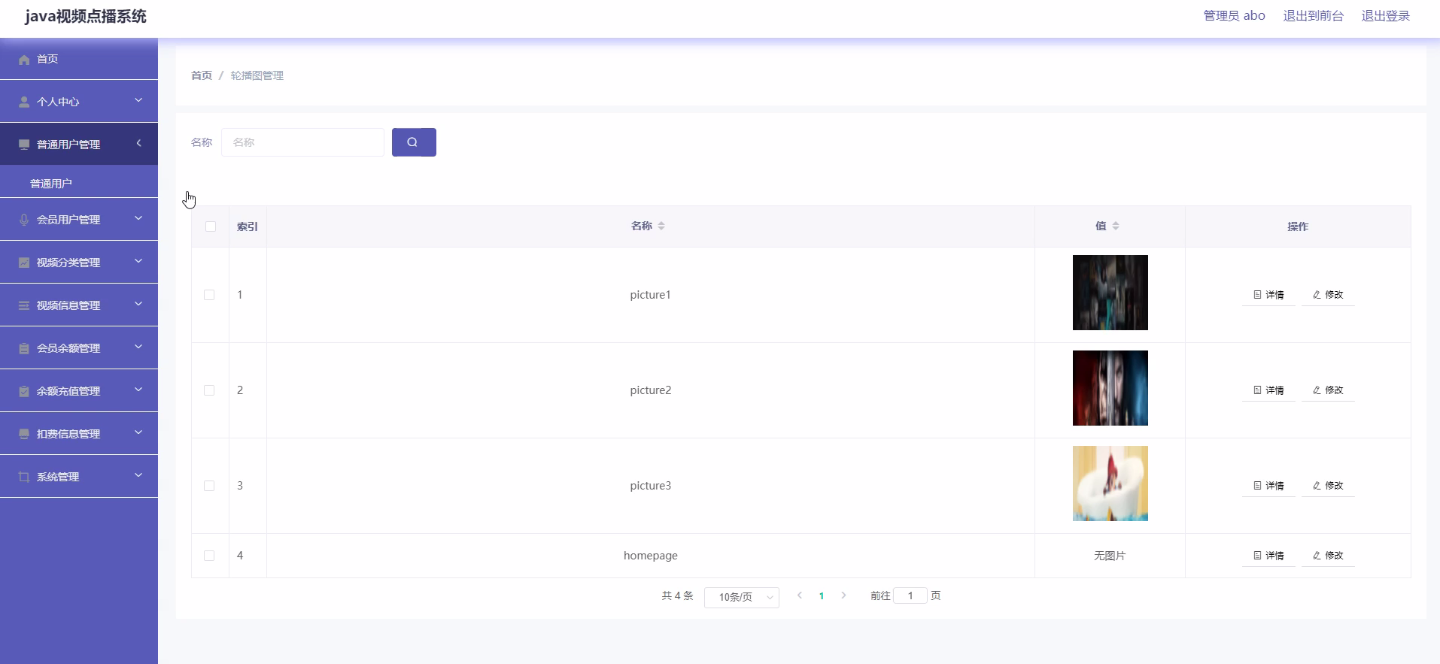 java视频点播系统
管理员 abo 退出到前台 退出登录
首页
个人中心
普通用户管理
普通用户
会员用户管理
视频分类管理
视频信息管理
会员余额管理
余额充值管理
扣费信息管理
系统管理
首页 / 轮播图管理
名称 名称
索引 名称 值 操作
1 picture1 详情 修改
2 picture2 详情 修改
3 picture3 详情 修改
4 homepage 无图片 详情 修改
共 4 条 10条/页 1 前往 1 页